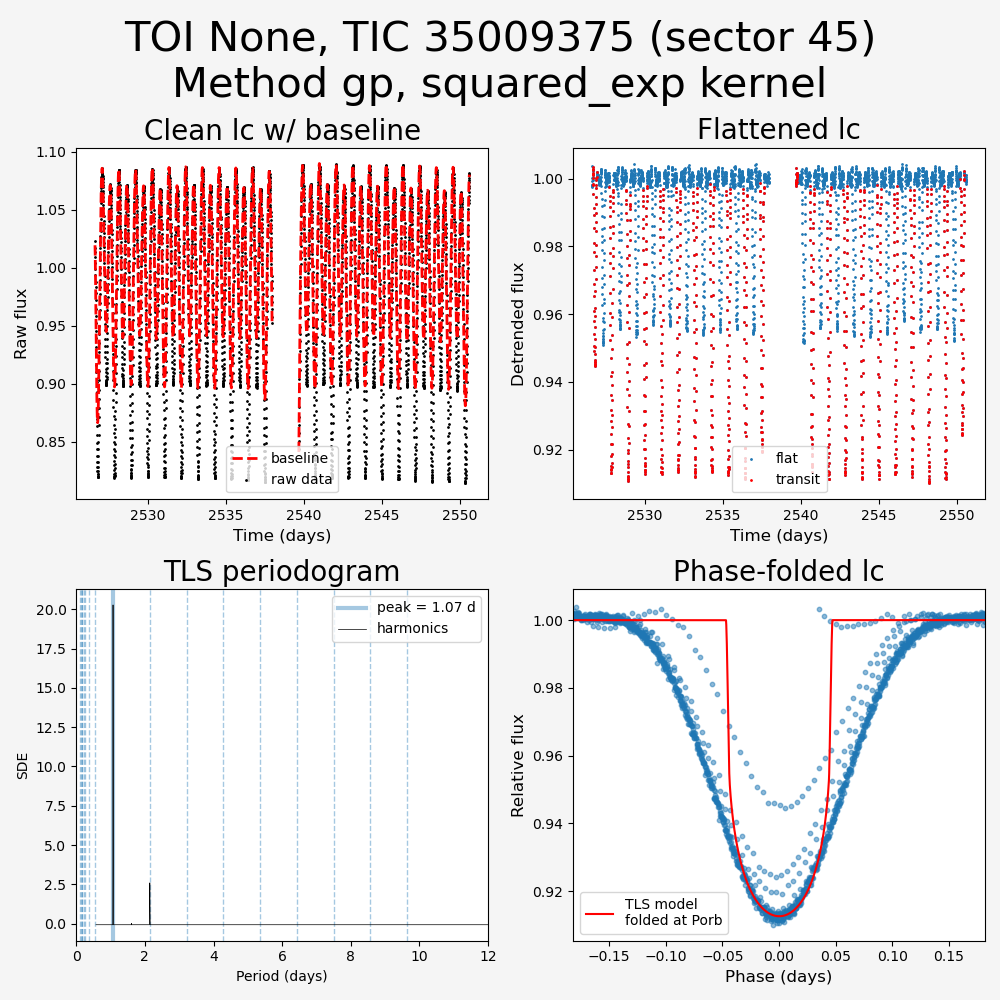 TOI None, TIC 35009375 (sector 45)
Method gp, squared_exp kernel
Clean lc w/ baseline
1.10
1.05
1.00
0.95
0.90
0.85
Raw flux
baseline
raw data
2530
2535
2540
2545
2550
Time (days)
Flattened lc
1.00
0.98
0.96
0.94
0.92
Detrended flux
flat
transit
2530
2535
2540
2545
2550
Time (days)
TLS periodogram
20.0
17.5
15.0
12.5
10.0
7.5
5.0
2.5
0.0
SDE
peak = 1.07 d
harmonics
0
2
4
6
8
10
12
Period (days)
Phase-folded lc
1.00
0.98
0.96
0.94
0.92
Relative flux
TLS model
folded at Porb
−0.15
−0.10
−0.05
0.00
0.05
0.10
0.15
Phase (days)